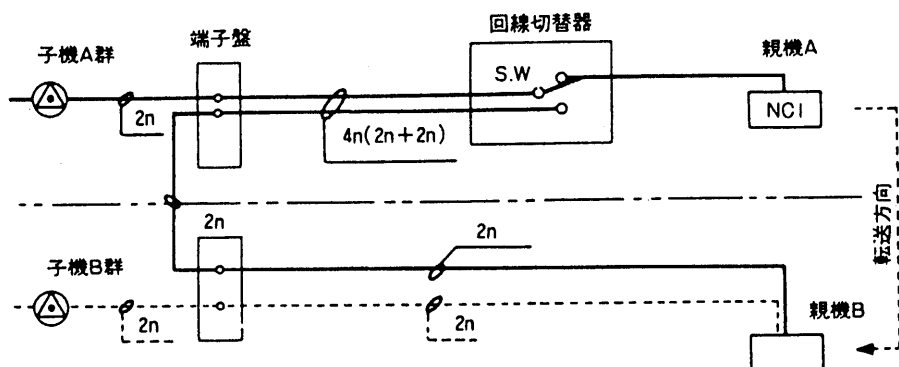 回線切替器
端子盤
子機A群
親機A
S.W
NCI
2n
4n(2n+2n)
転送方向
2n
2n
子機B群
親機B
2n
2n